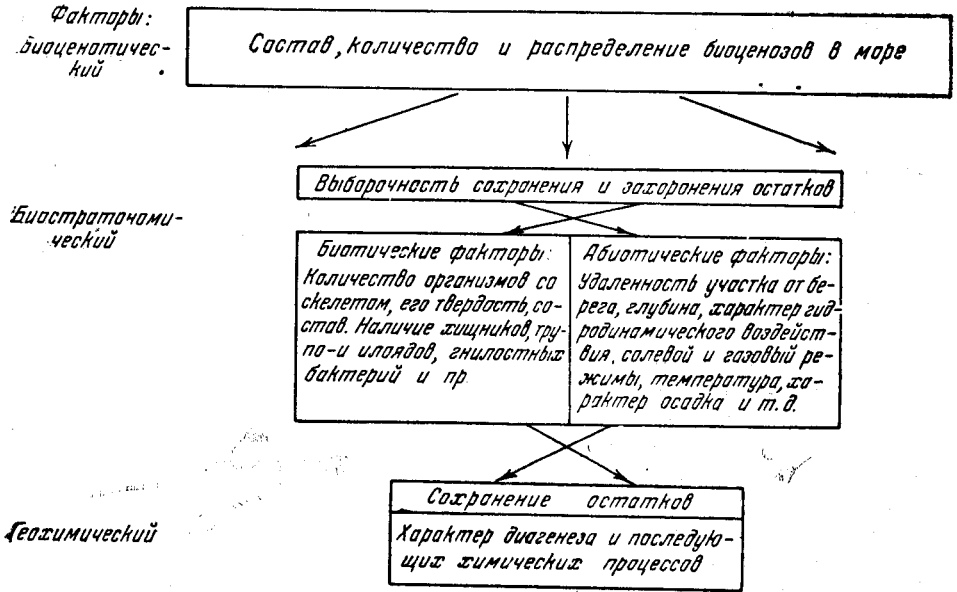 Факторы:
Биоценотичес-
кий
Состав, количество и распределение биоценозов в море
Выборочность сохранения и захоронения остатков
Биостратономи-
ческий
Биотические факторы:
Количество организмов со
скелетом, его твердость, со-
став. Наличие хищников, тру-
по-и илоядов, гнилостных
бактерий и пр.
Абиотические факторы:
Удаленность участка от бе-
рега, глубина, характер гид-
родинамического воздейст-
вия, солевой и газовый ре-
жимы, температура, ха-
рактер осадка и т.д.
Геохимический
Сохранение остатков
Характер диагенеза и последую-
щих химических процессов